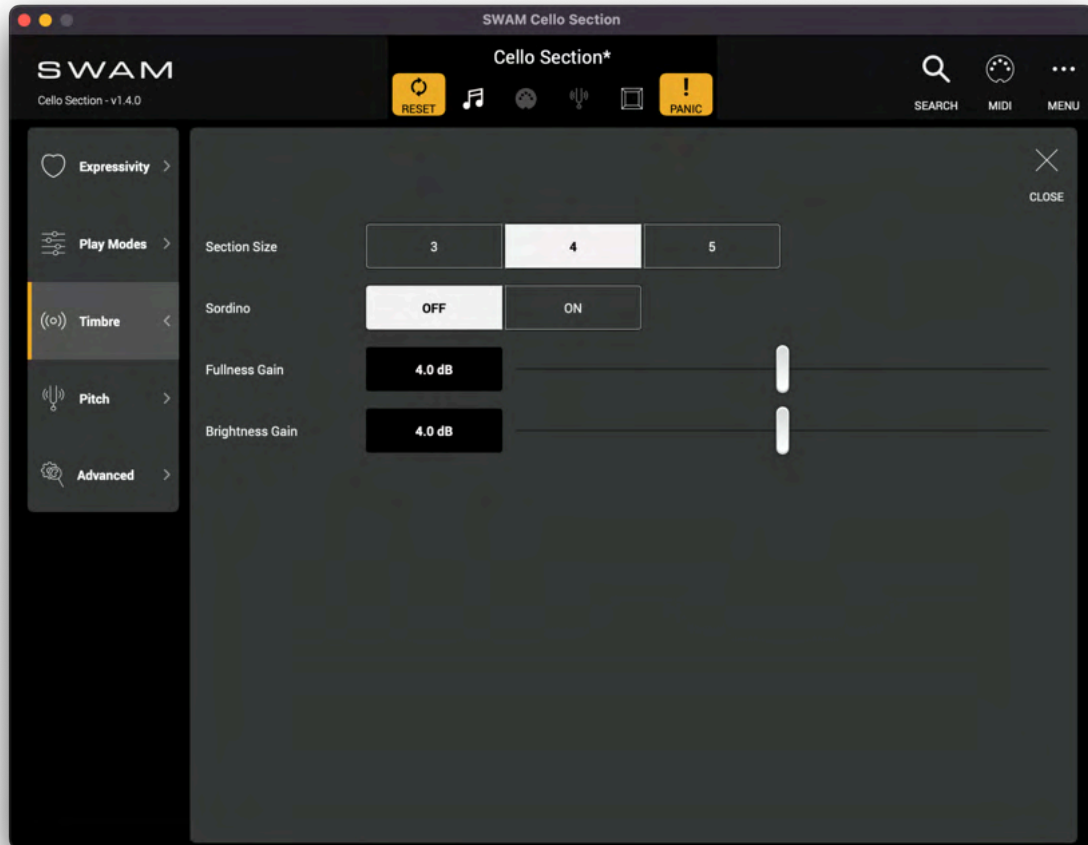 SWAM Cello Section
SWAM
Cello Section - v1.4.0
Cello Section*
RESET
PANIC
SEARCH
MIDI
MENU
Expressivity
Play Modes
Timbre
Pitch
Advanced
CLOSE
Section Size 3 4 5
Sordino OFF ON
Fullness Gain 4.0 dB
Brightness Gain 4.0 dB